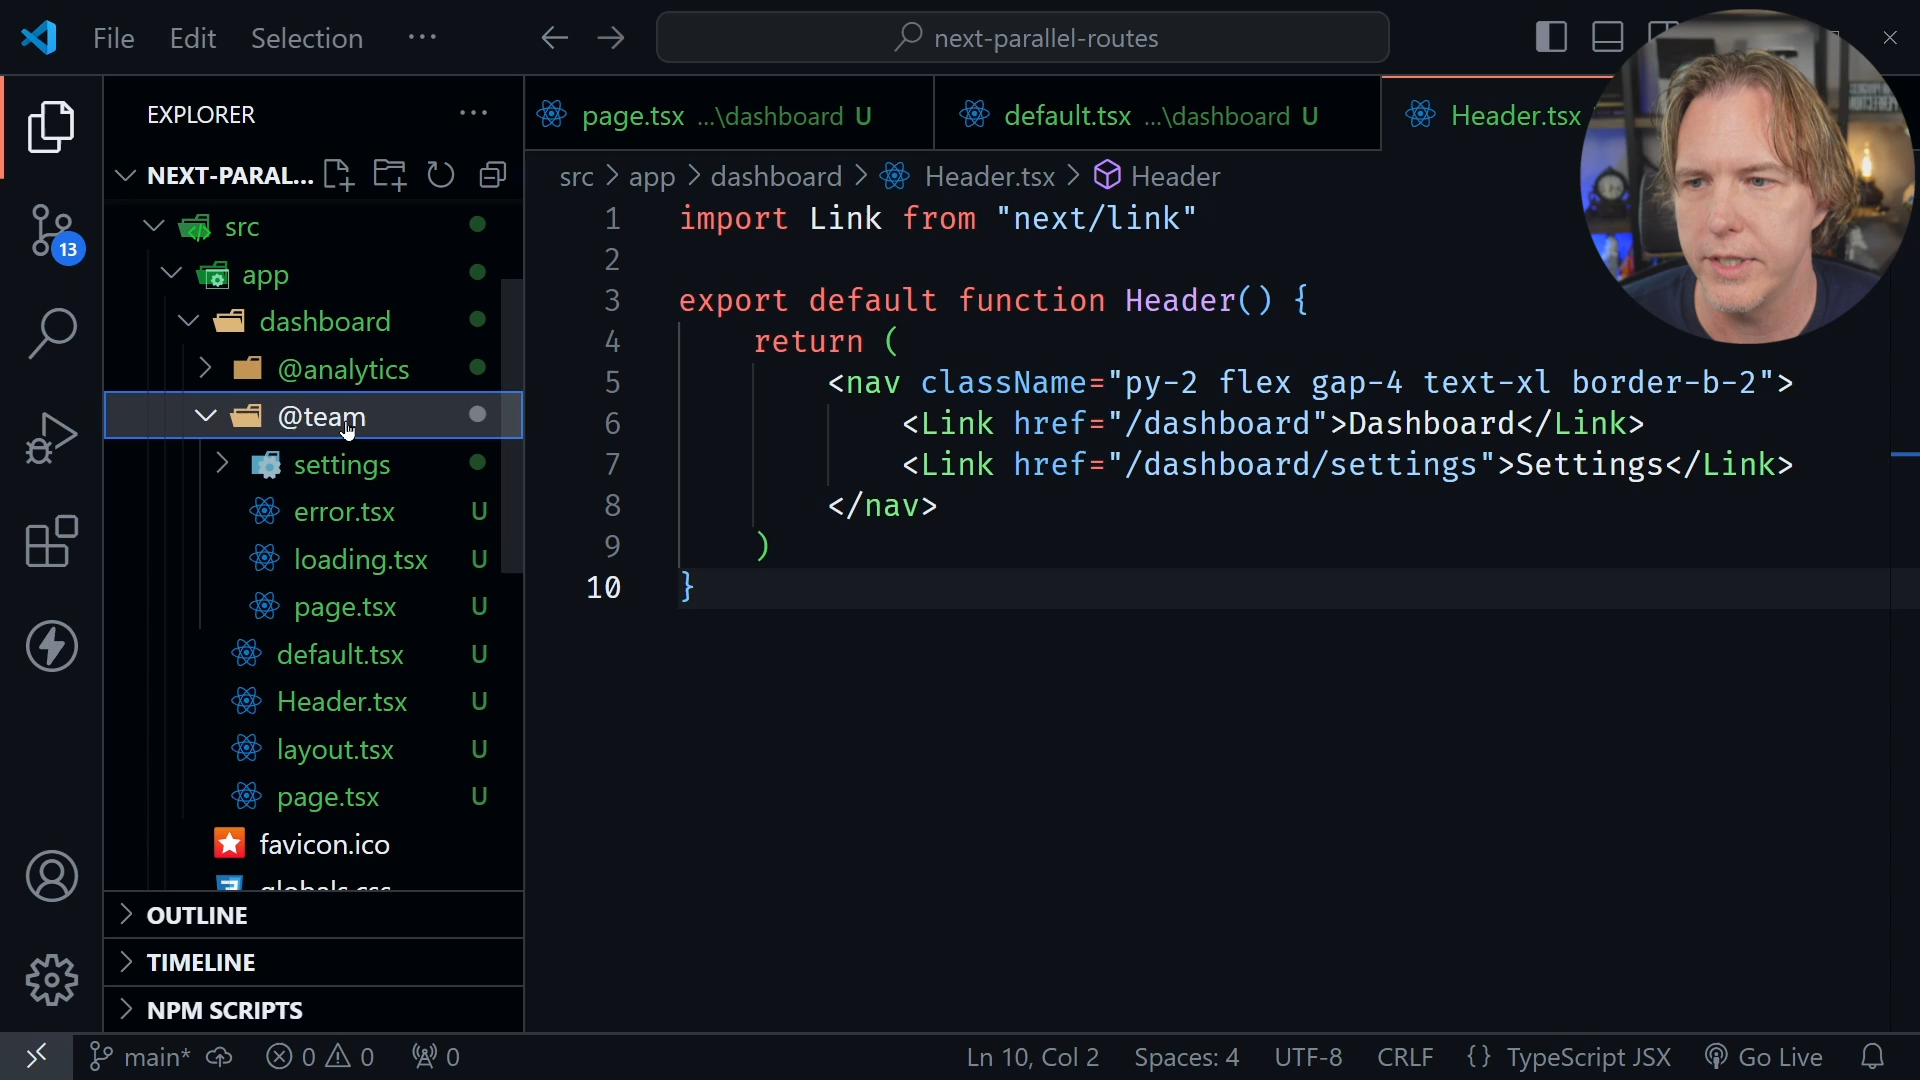 File Edit Selection ···
next-parallel-routes
EXPLORER ···
NEXT-PARAL...
src
app
dashboard
@analytics
@team
settings
error.tsx U
loading.tsx U
page.tsx U
default.tsx U
Header.tsx U
layout.tsx U
page.tsx U
favicon.ico
OUTLINE
TIMELINE
NPM SCRIPTS
13
page.tsx ...\dashboard U
default.tsx ...\dashboard U
Header.tsx
src > app > dashboard > Header.tsx > Header
1 import Link from "next/link"
2
3 export default function Header() {
4 return (
5 <nav className="py-2 flex gap-4 text-xl border-b-2">
6 <Link href="/dashboard">Dashboard</Link>
7 <Link href="/dashboard/settings">Settings</Link>
8 </nav>
9 )
10 }
main* 0 0 0 Ln 10, Col 2 Spaces: 4 UTF-8 CRLF {} TypeScript JSX Go Live